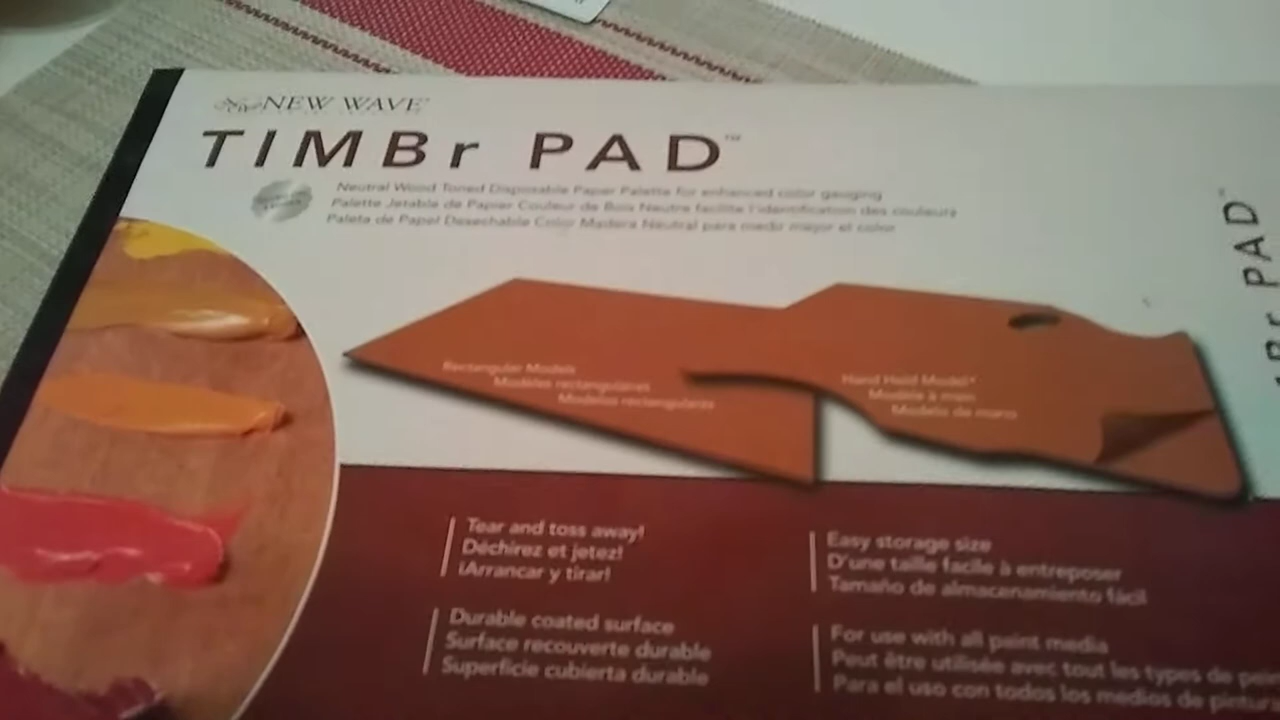 NEW WAVE
TIMBr PAD™
Neutral Wood Toned Disposable Paper Palette for enhanced color gauging
Palette Jetable de Papier Couleur de Bois Neutre facilite l'identification des couleurs
Paleta de Papel Desechable Color Madera Neutral para medir mejor el color
Rectangular Models
Modèles rectangulaires
Modelos rectangulares
Hand Held Model*
Modèle à main
Modelo de mano
Tear and toss away!
Déchirez et jetez!
¡Arrancar y tirar!
Durable coated surface
Surface recouverte durable
Superficie cubierta durable
Easy storage size
D'une taille facile à entreposer
Tamaño de almacenamiento fácil
For use with all paint media
Peut être utilisée avec tout les types de pein
Para el uso con todos los medios de pintura
Br PAD™